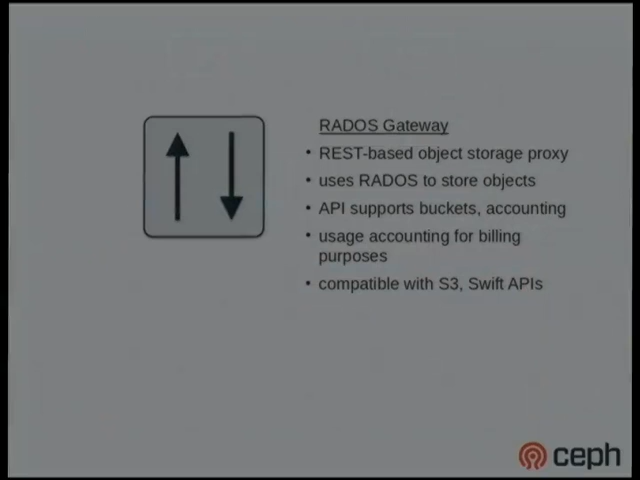 RADOS Gateway
• REST-based object storage proxy
• uses RADOS to store objects
• API supports buckets, accounting
• usage accounting for billing
purposes
• compatible with S3, Swift APIs
ceph